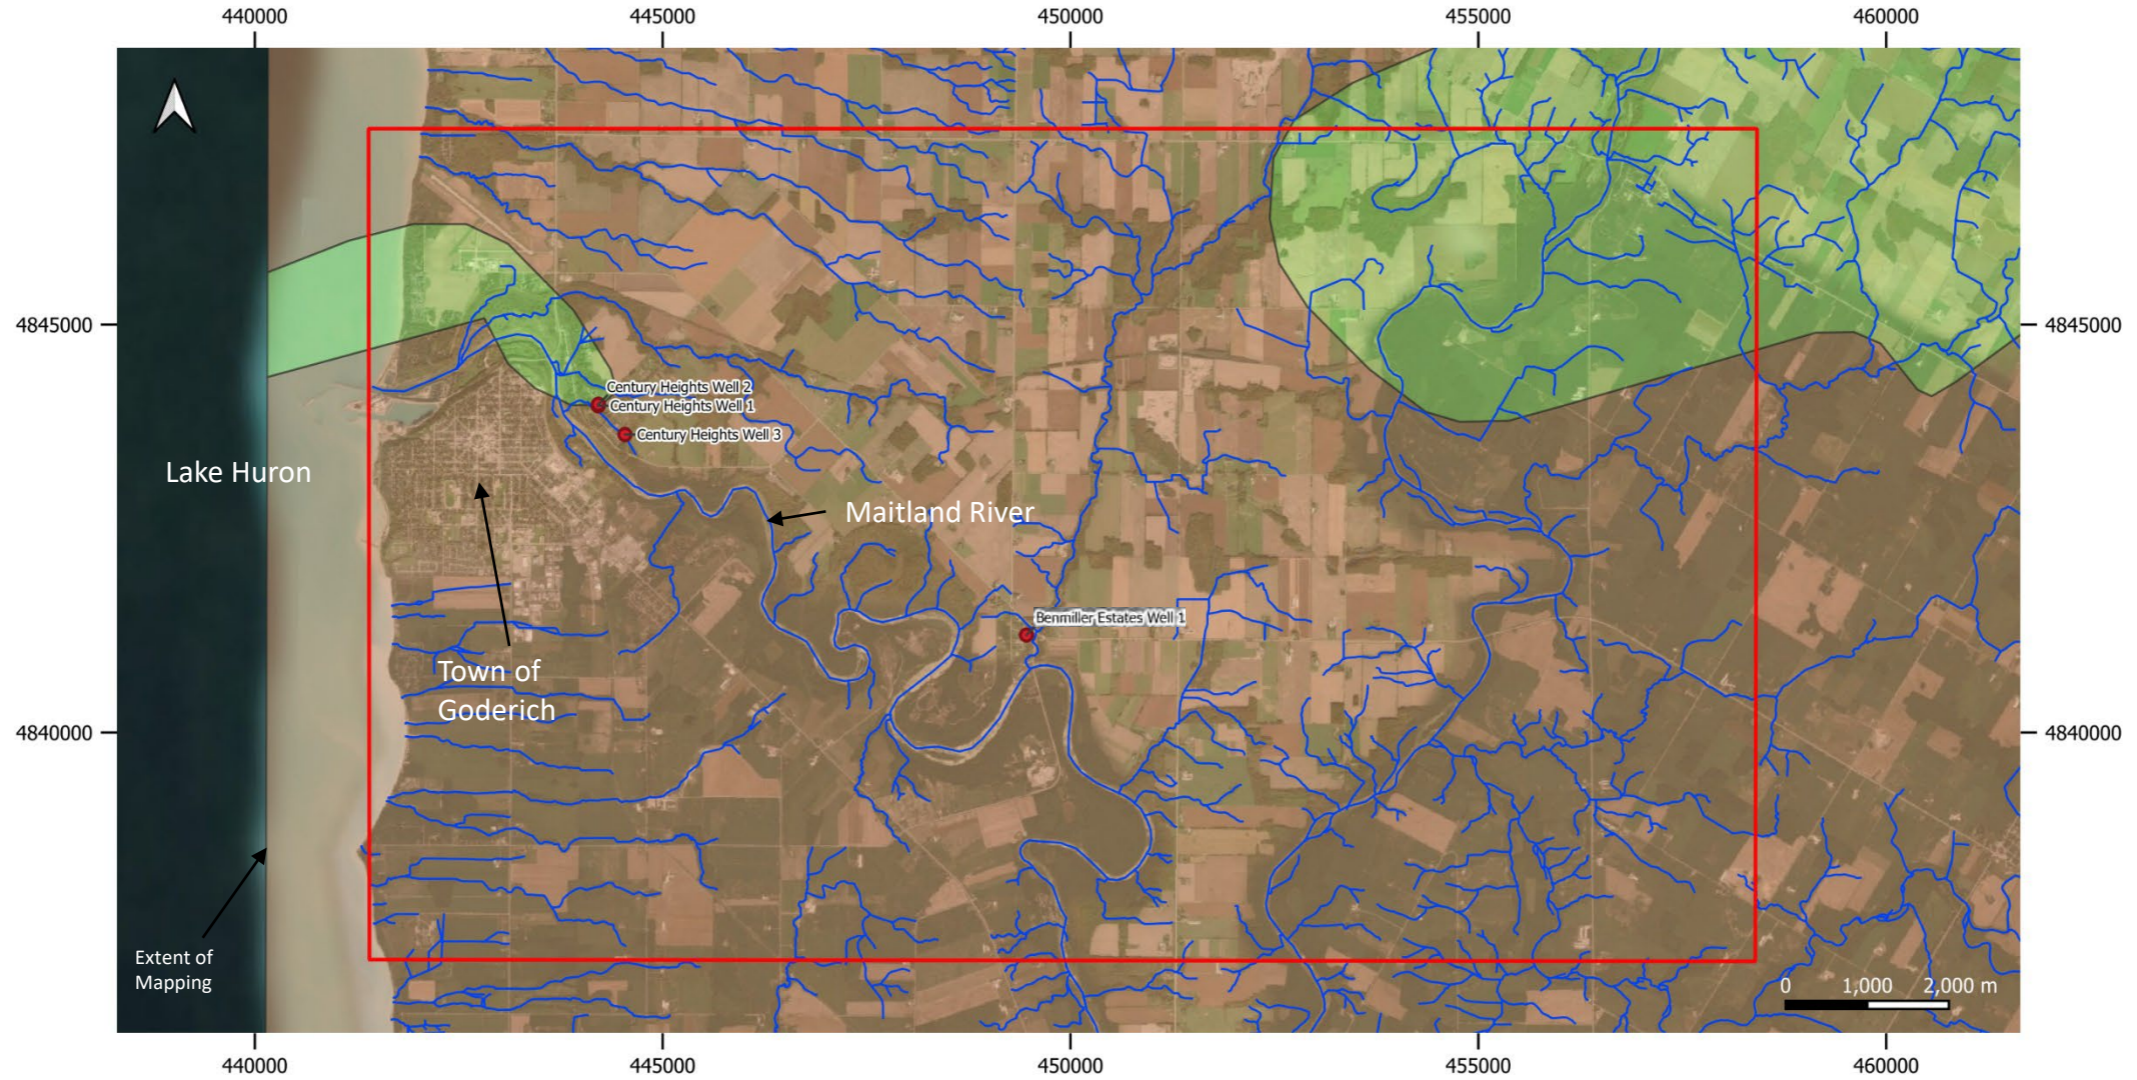 440000 445000 450000 455000 460000
4845000 4845000
Century Heights Well 2
Century Heights Well 1
Century Heights Well 3
Lake Huron
Maitland River
Benmiller Estates Well 1
Town of
Goderich
4840000 4840000
Extent of
Mapping
0 1,000 2,000 m
440000 445000 450000 455000 460000